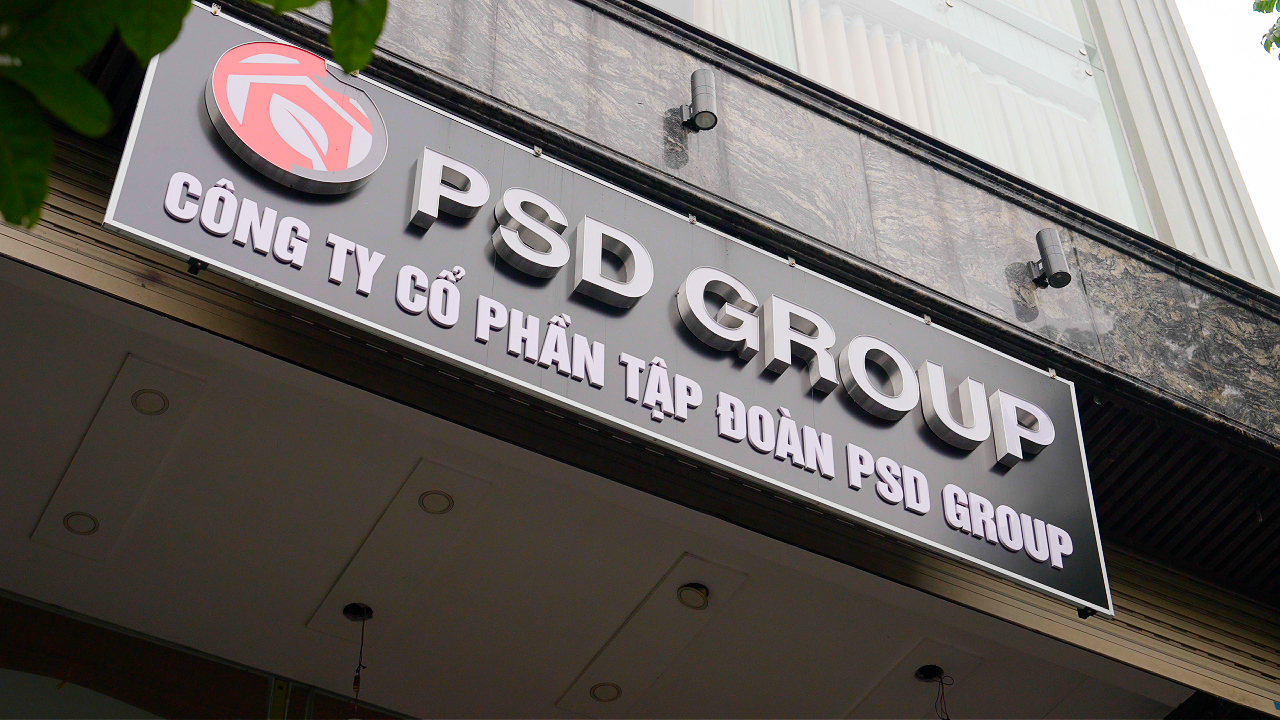 PSD GROUP
CÔNG TY CỔ PHẦN TẬP ĐOÀN PSD GROUP